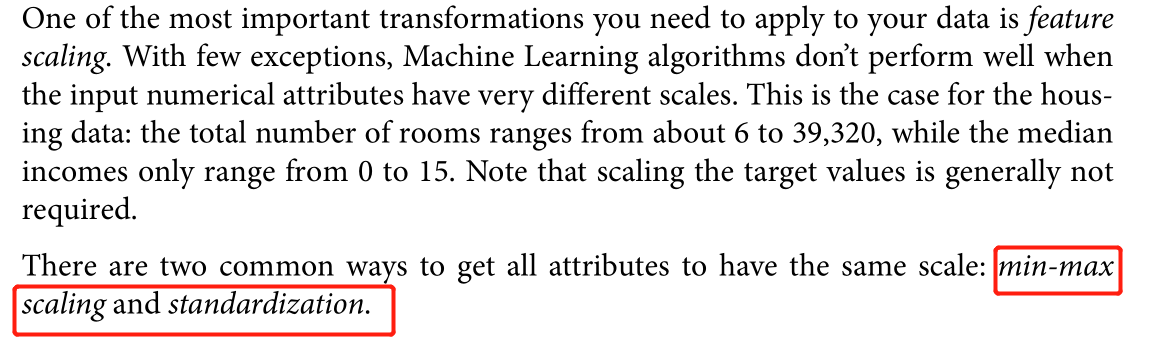 One of the most important transformations you need to apply to your data is feature
scaling. With few exceptions, Machine Learning algorithms don’t perform well when
the input numerical attributes have very different scales. This is the case for the hous-
ing data: the total number of rooms ranges from about 6 to 39,320, while the median
incomes only range from 0 to 15. Note that scaling the target values is generally not
required.
There are two common ways to get all attributes to have the same scale: min-max
scaling and standardization.